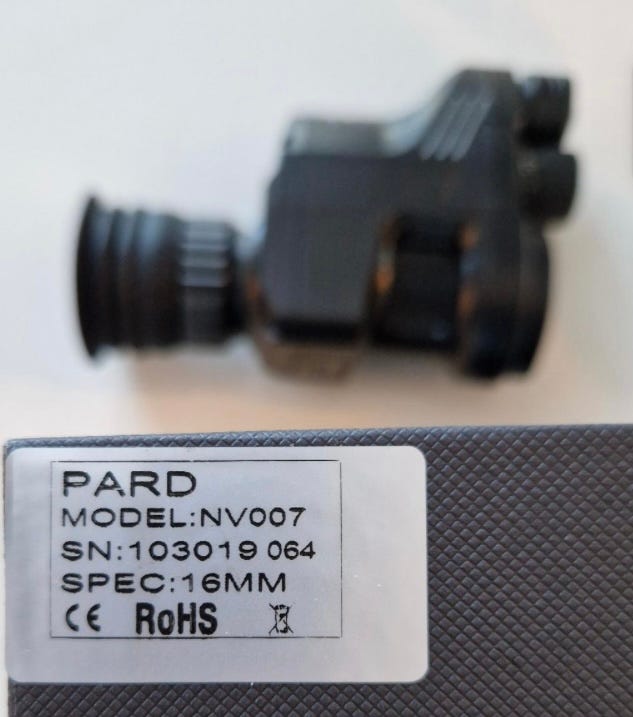 PARD
MODEL:NV007
SN:103019 064
SPEC:16MM
CE RoHS